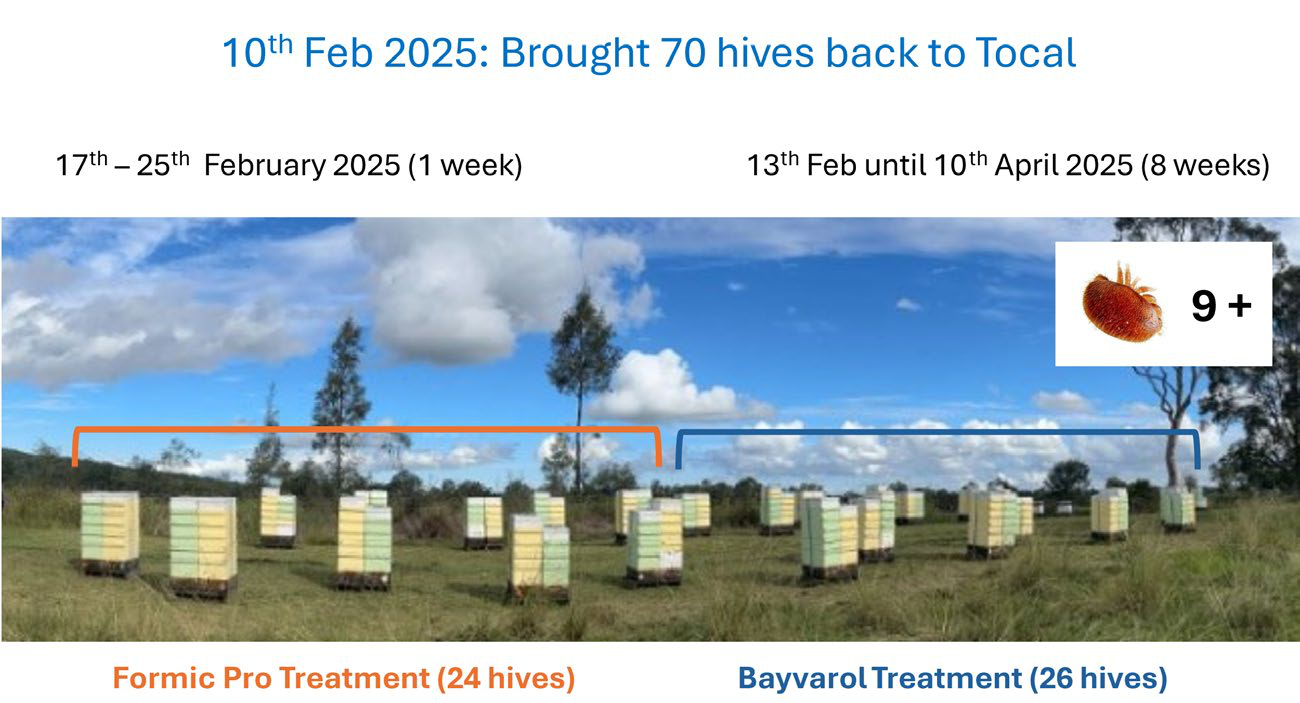 10th Feb 2025: Brought 70 hives back to Tocal
17th – 25th February 2025 (1 week)
13th Feb until 10th April 2025 (8 weeks)
9 +
Formic Pro Treatment (24 hives)
Bayvarol Treatment (26 hives)